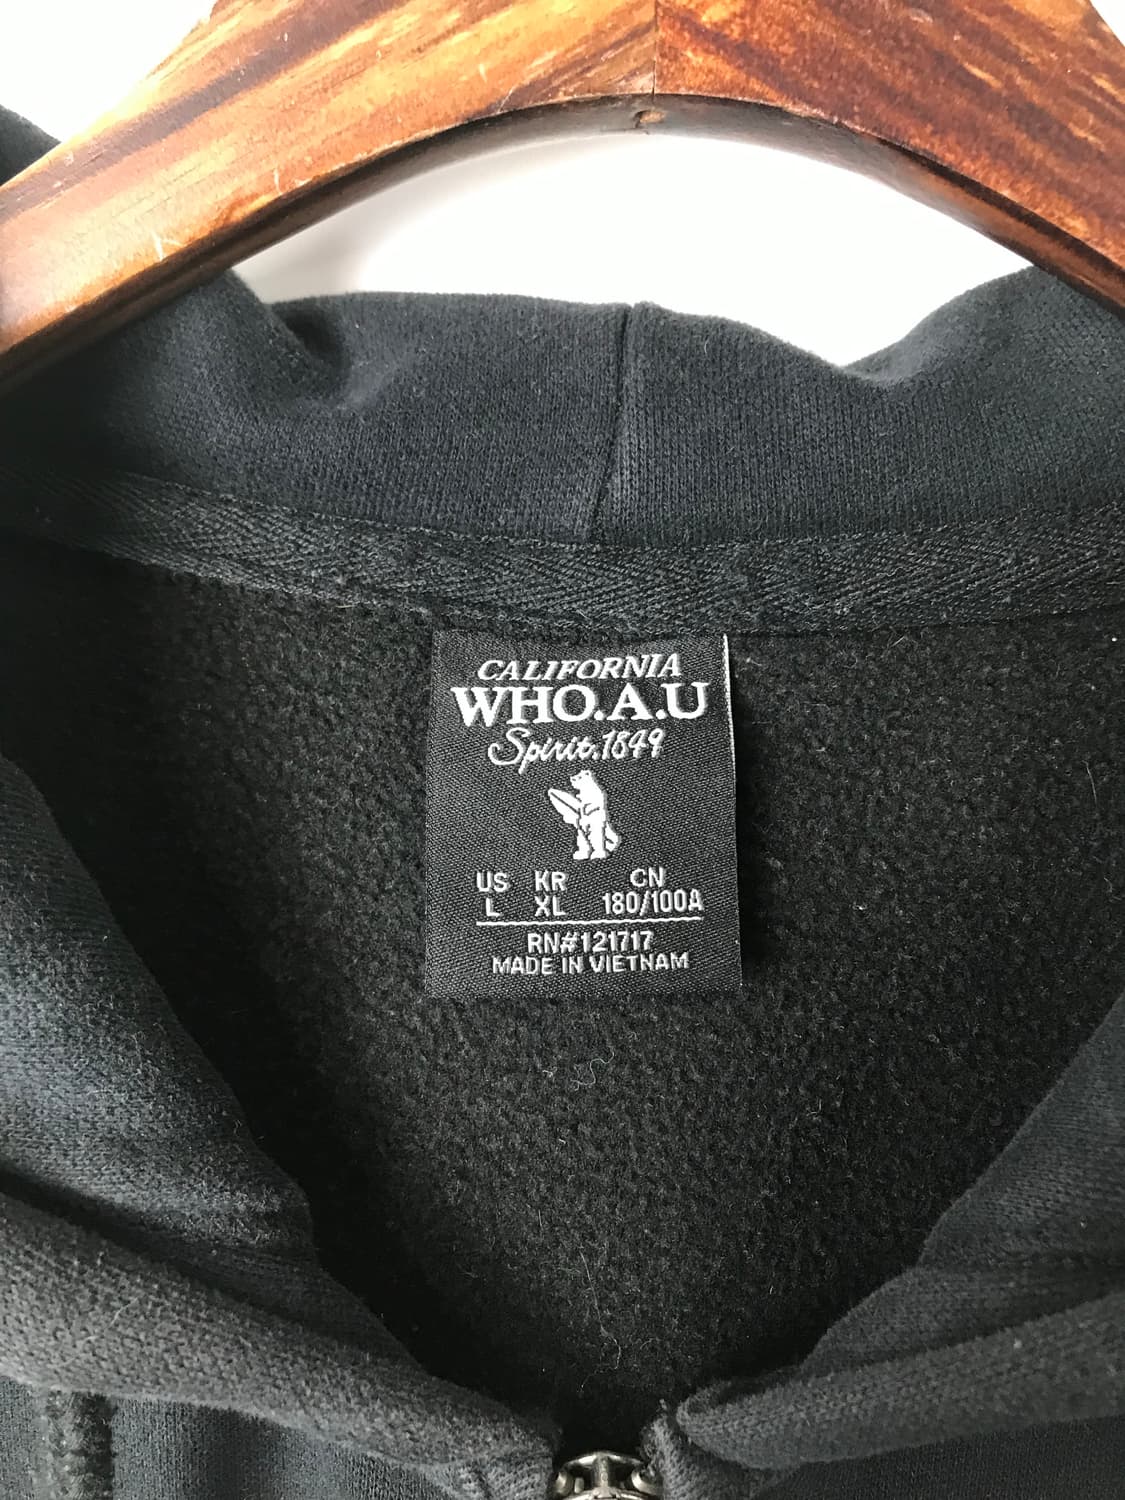 CALIFORNIA
WHO.A.U
Spirit.1849
US KR CN
L XL 180/100A
RN#121717
MADE IN VIETNAM